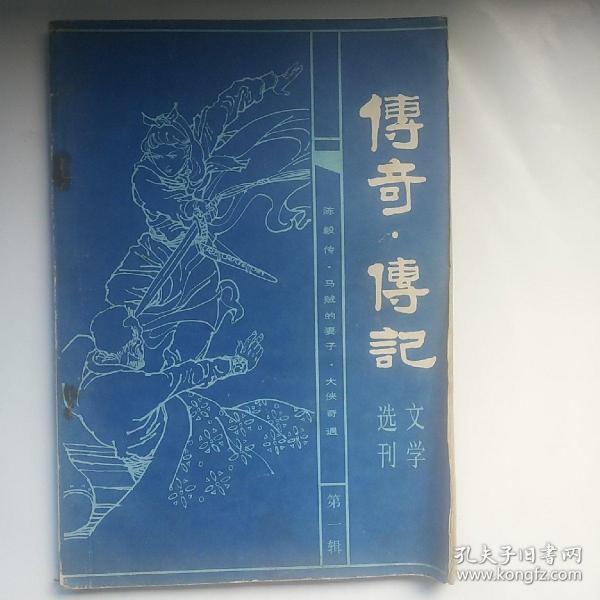 傳奇·傳記
文学
选刊
陈毅传·马贼的妻子·大侠奇遇
第一辑
孔夫子旧书网
www.kongfz.com